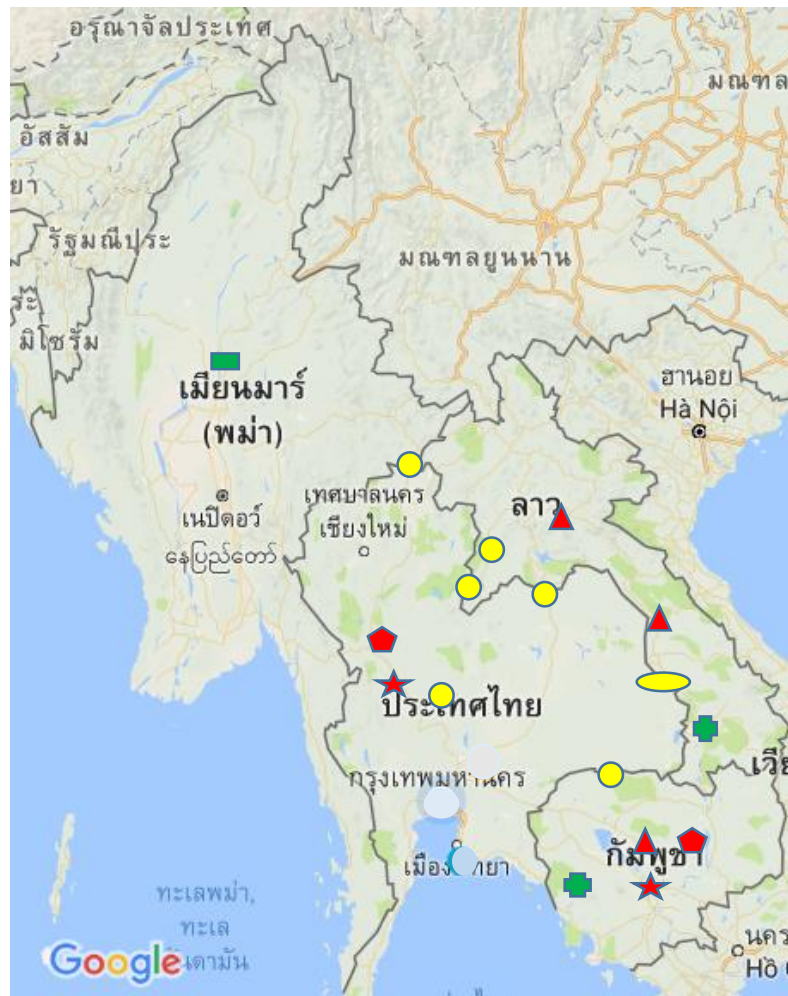 อรุณาจัลประเทศ
มณฑล
อัสสัม
ยา
รัฐมณีประ
มณฑลยูนนาน
มิโซรัม
ฮานอย
Hà Nội
เมียนมาร์
(พม่า)
เทศบาลนคร
เชียงใหม่
ลาว
เนปิดอว์
နေပြည်တော်
ประเทศไทย
กรุงเทพมหานคร
เวีย
กัมพูชา
เมือง
ทยา
ทะเลพม่า,
ทะเล
อันดามัน
นคร
Hồ
Google